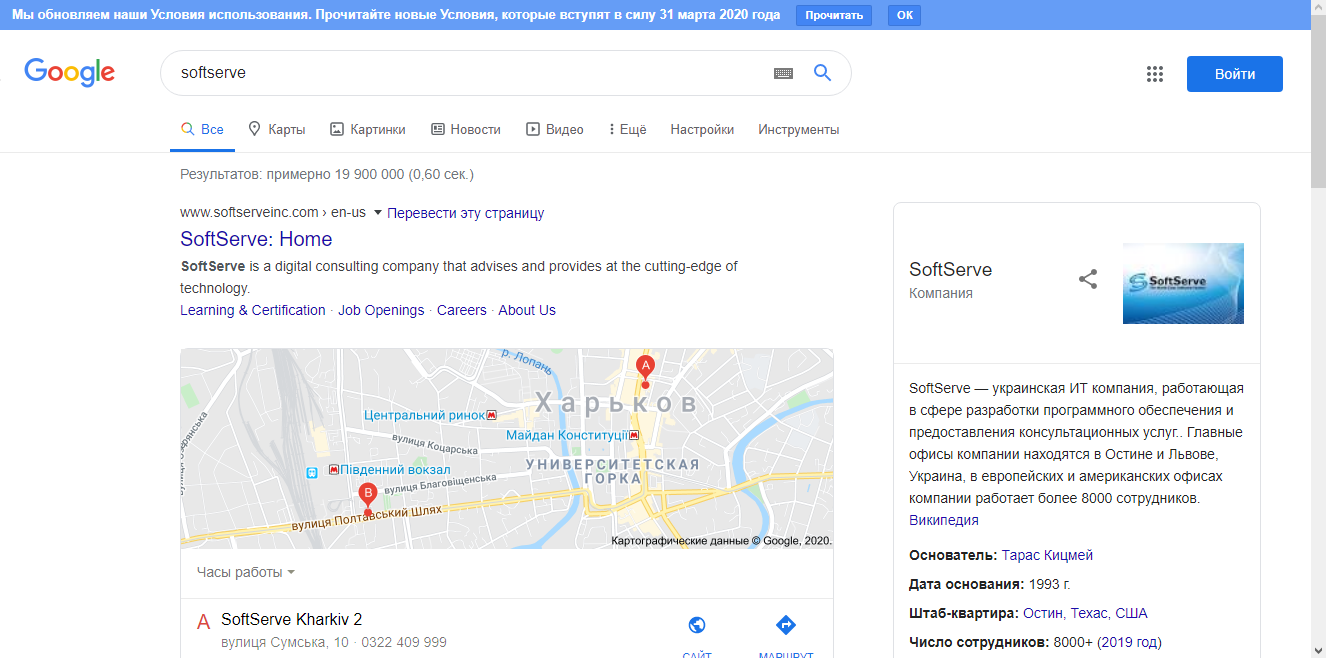 Мы обновляем наши Условия использования. Прочитайте новые Условия, которые вступят в силу 31 марта 2020 года Прочитать ОК
Google softserve Войти
Все Карты Картинки Новости Видео Ещё Настройки Инструменты
Результатов: примерно 19 900 000 (0,60 сек.)
www.softserveinc.com › en-us Перевести эту страницу
SoftServe: Home
SoftServe is a digital consulting company that advises and provides at the cutting-edge of
technology.
Learning & Certification · Job Openings · Careers · About Us
р. Лопань
A
Харьков
Центральний ринок
Майдан Конституції
вулиця Коцарська
УНИВЕРСИТЕТСКАЯ
ГОРКА
Південний вокзал
B
вулиця Благовіщенська
вулиця Полтавський Шлях
Картографические данные © Google, 2020.
Часы работы
A SoftServe Kharkiv 2
вулиця Сумська, 10 · 0322 409 999
САЙТ
МАРШРУТ
SoftServe
Компания
SoftServe
SoftServe — украинская ИТ компания, работающая
в сфере разработки программного обеспечения и
предоставления консультационных услуг.. Главные
офисы компании находятся в Остине и Львове,
Украина, в европейских и американских офисах
компании работает более 8000 сотрудников.
Википедия
Основатель: Тарас Кицмей
Дата основания: 1993 г.
Штаб-квартира: Остин, Техас, США
Число сотрудников: 8000+ (2019 год)